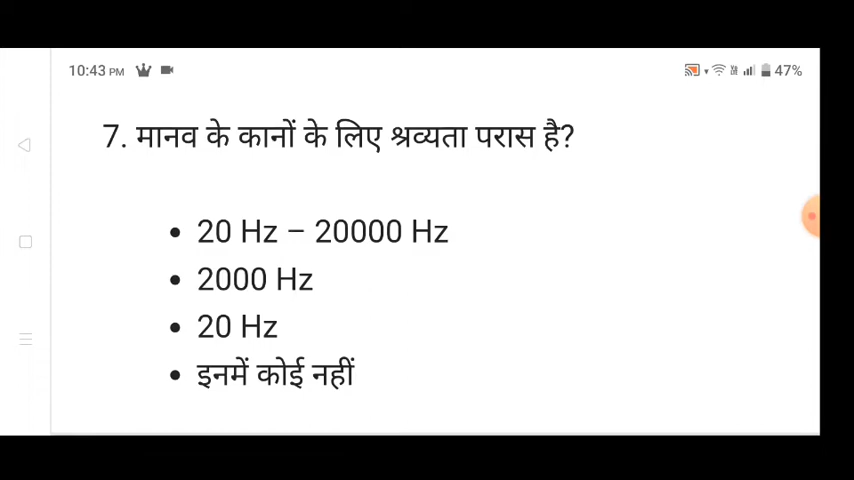 10:43 PM 47%
7. मानव के कानों के लिए श्रव्यता परास है?
• 20 Hz – 20000 Hz
• 2000 Hz
• 20 Hz
• इनमें कोई नहीं